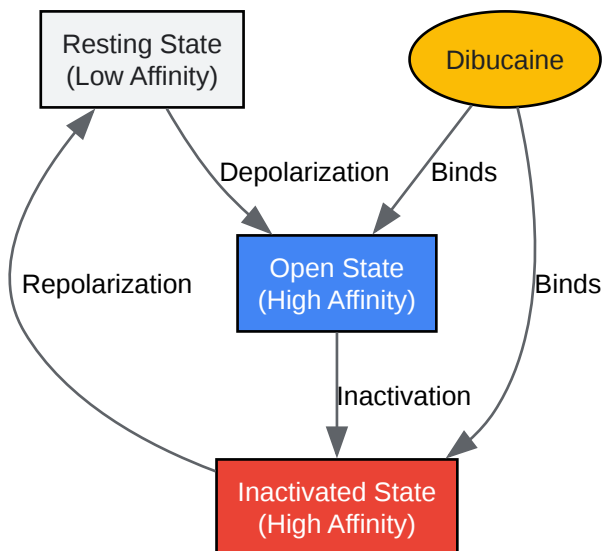 Resting State
(Low Affinity)
Dibucaine
Depolarization
Binds
Open State
(High Affinity)
Repolarization
Binds
Inactivation
Inactivated State
(High Affinity)